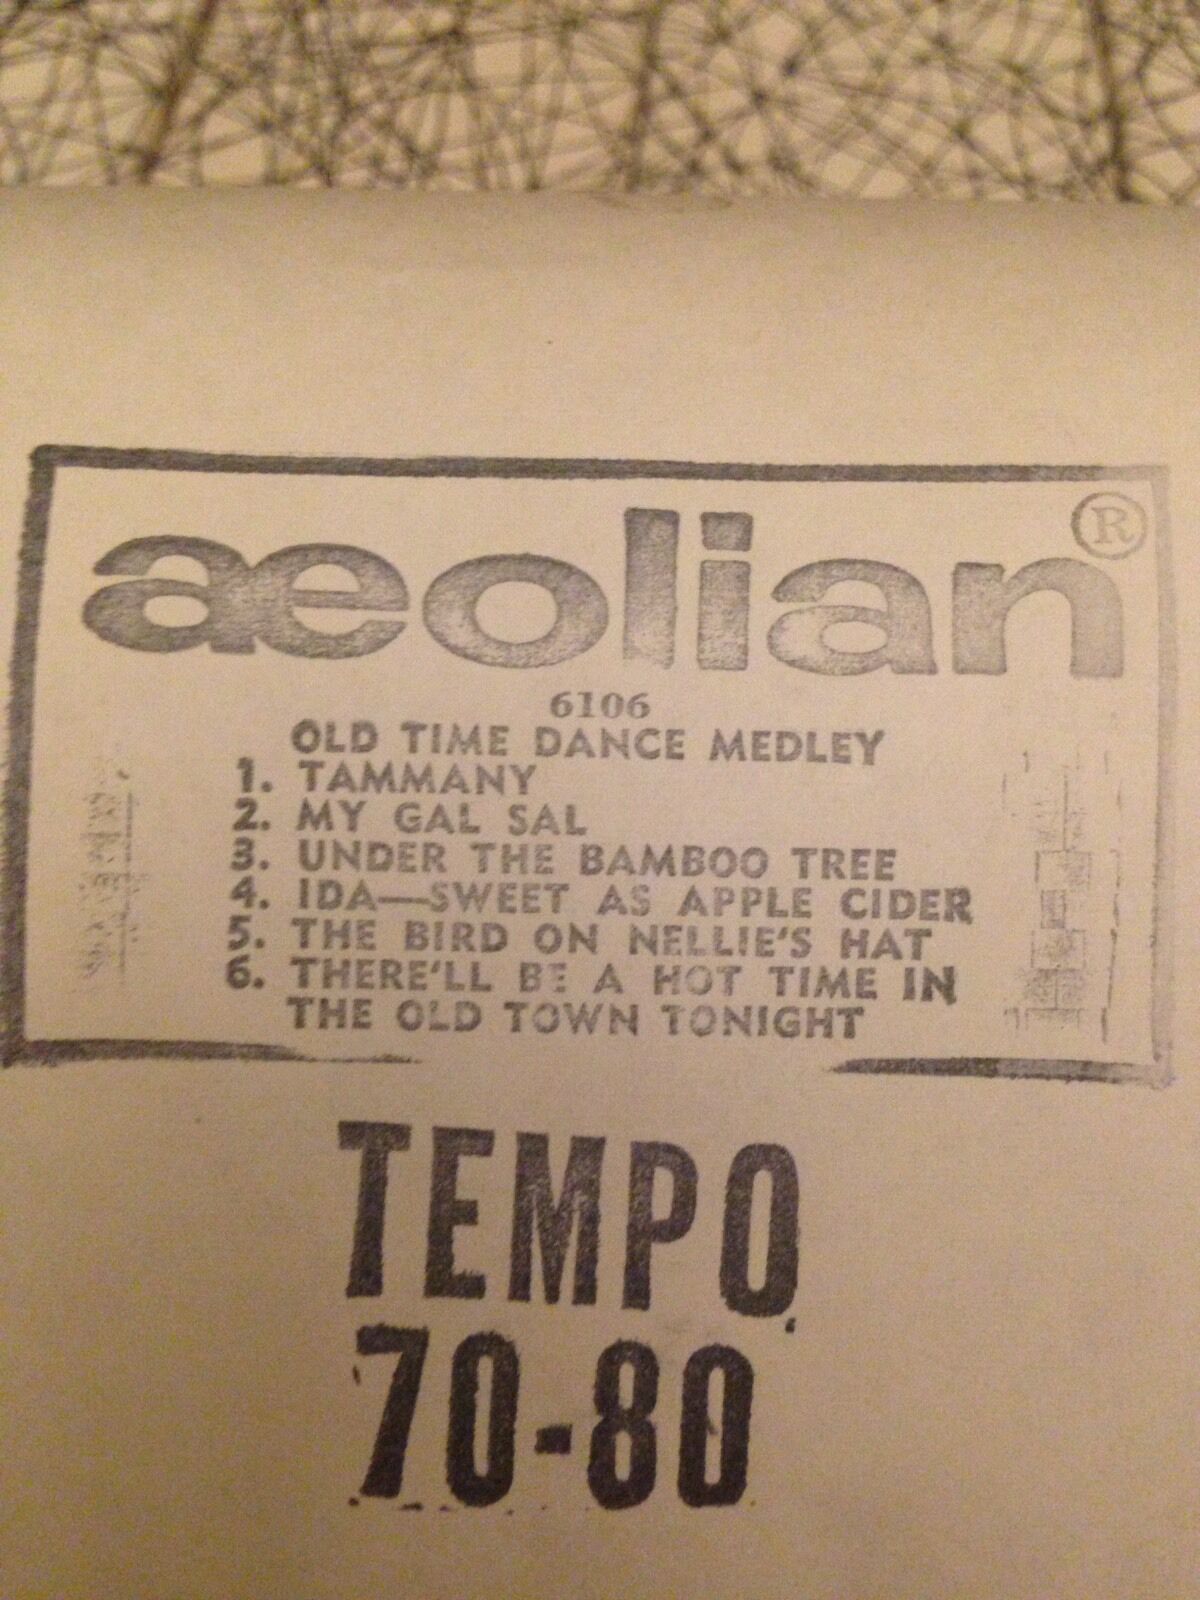 aeolian®
6106
OLD TIME DANCE MEDLEY
1. TAMMANY
2. MY GAL SAL
3. UNDER THE BAMBOO TREE
4. IDA—SWEET AS APPLE CIDER
5. THE BIRD ON NELLIE'S HAT
6. THERE'LL BE A HOT TIME IN
THE OLD TOWN TONIGHT
TEMPO
70-80